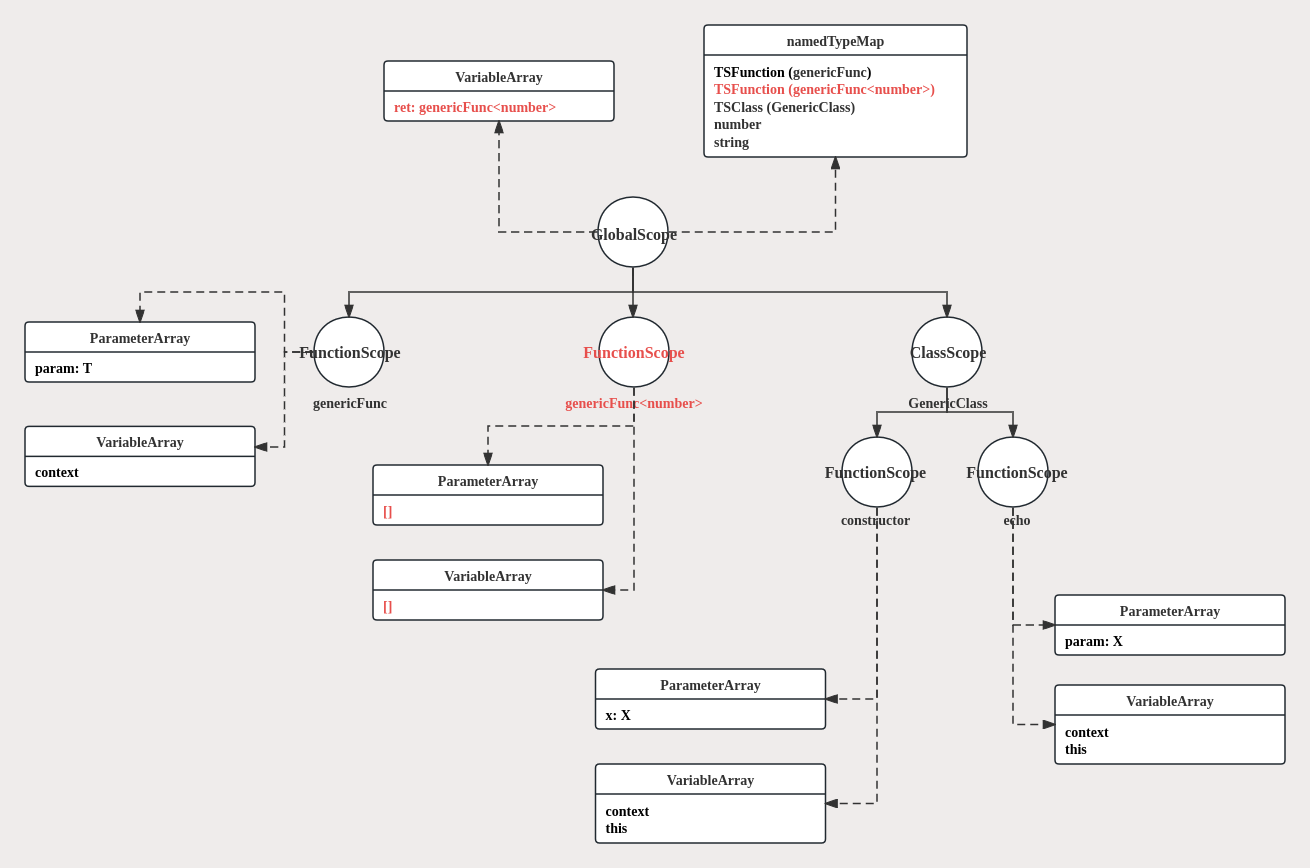 namedTypeMap
TSFunction (genericFunc)
TSFunction (genericFunc<number>)
TSClass (GenericClass)
number
string
VariableArray
ret: genericFunc<number>
GlobalScope
ParameterArray
param: T
FunctionScope
genericFunc
FunctionScope
genericFunc<number>
ClassScope
GenericClass
VariableArray
context
ParameterArray
[]
VariableArray
[]
FunctionScope
constructor
FunctionScope
echo
ParameterArray
param: X
VariableArray
context
this
ParameterArray
x: X
VariableArray
context
this